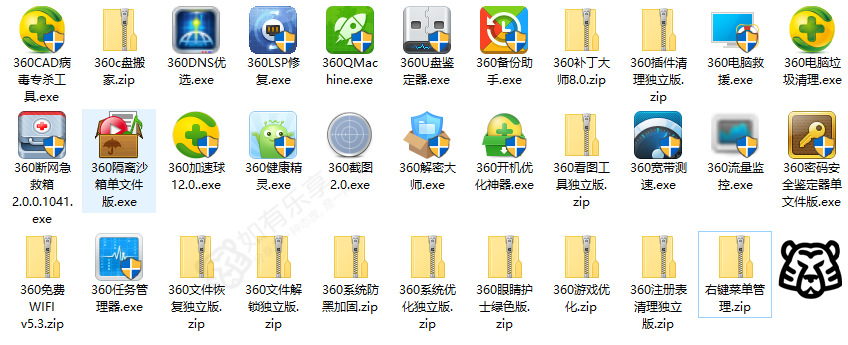 360CAD病
毒专杀工
具.exe
360c盘搬
家.zip
360DNS优
选.exe
360LSP修
复.exe
360QMac
hine.exe
360U盘鉴
定器.exe
360备份助
手.exe
360补丁大
师8.0.zip
360插件清
理独立版.
zip
360电脑救
援.exe
360电脑垃
圾清理.exe
360断网急
救箱
2.0.0.1041.
exe
360隔离沙
箱单文件
版.exe
360加速球
12.0..exe
360健康精
灵.exe
360截图
2.0.exe
360解密大
师.exe
360开机优
化神器.exe
360看图工
具独立版.
zip
360宽带测
速.exe
360流量监
控.exe
360密码安
全鉴定器单
文件版.exe
360免费
WIFI
v5.3.zip
360任务管
理器.exe
360文件恢
复独立版.
zip
360文件解
锁独立版.
zip
360系统防
黑加固.zip
360系统优
化独立版.
zip
360眼睛护
士绿色版.
zip
360游戏优
化.zip
360注册表
清理独立
版.zip
右键菜单管
理.zip
如有乐享